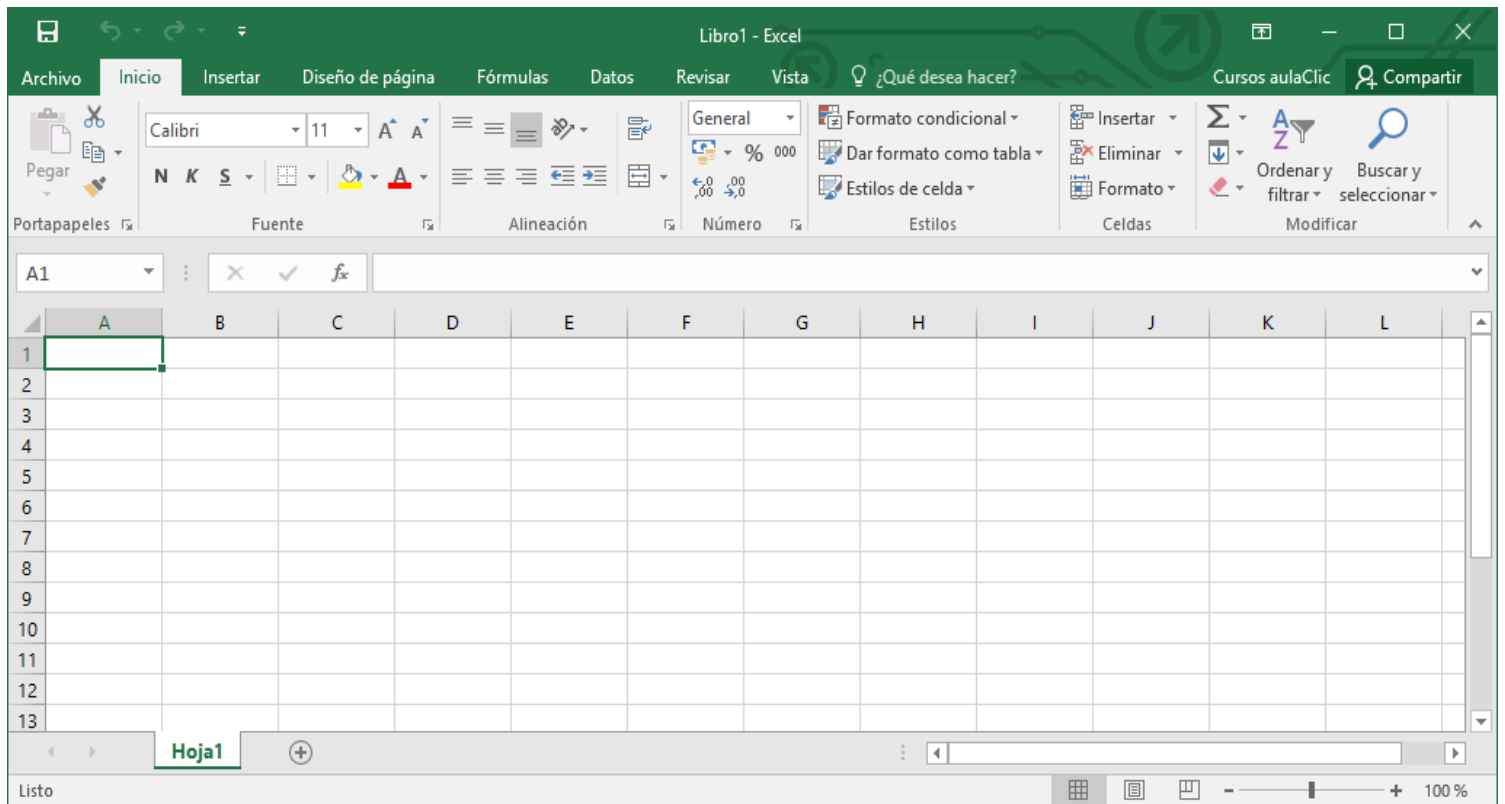 Libro1 - Excel
Archivo Inicio Insertar Diseño de página Fórmulas Datos Revisar Vista ¿Qué desea hacer? Cursos aulaClic Compartir
Pegar
Portapapeles
Calibri 11 A A
N K S A
Fuente
Alineación
General
% 000
,00 ,0
Número
Formato condicional
Dar formato como tabla
Estilos de celda
Estilos
Insertar
Eliminar
Formato
Celdas
Σ
Ordenar y filtrar
Buscar y seleccionar
Modificar
A1 fx
A B C D E F G H I J K L
1
2
3
4
5
6
7
8
9
10
11
12
13
Hoja1
Listo 100 %